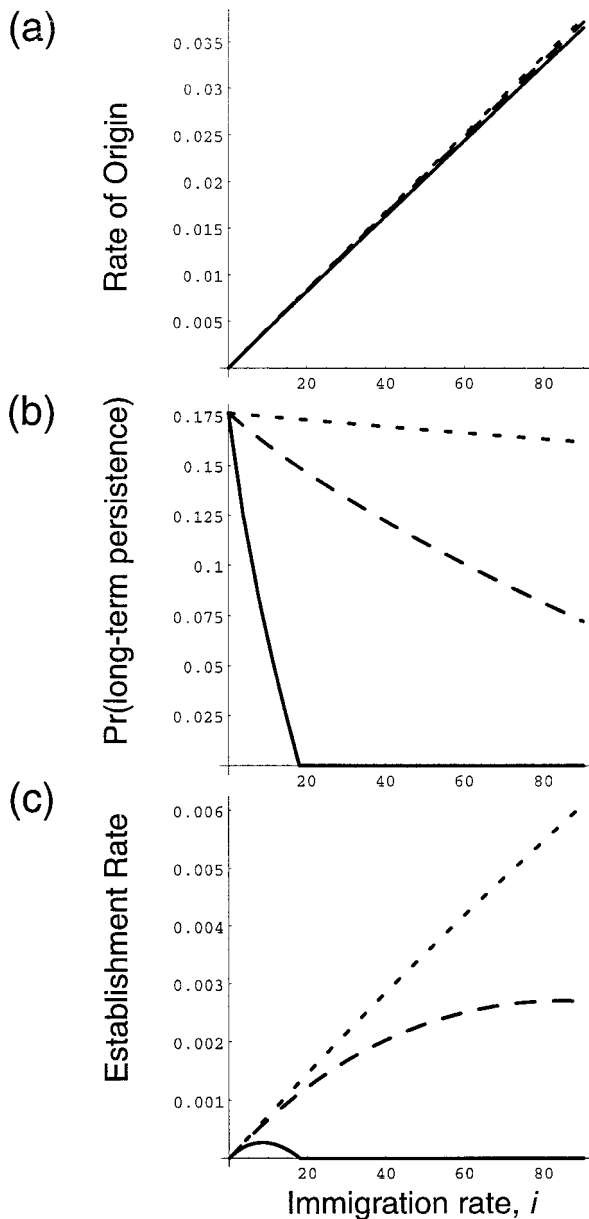 (a)
Rate of Origin
0.035
0.03
0.025
0.02
0.015
0.01
0.005
20 40 60 80
(b)
Pr(long-term persistence)
0.175
0.15
0.125
0.1
0.075
0.05
0.025
20 40 60 80
(c)
Establishment Rate
0.006
0.005
0.004
0.003
0.002
0.001
20 40 60 80
Immigration rate, i